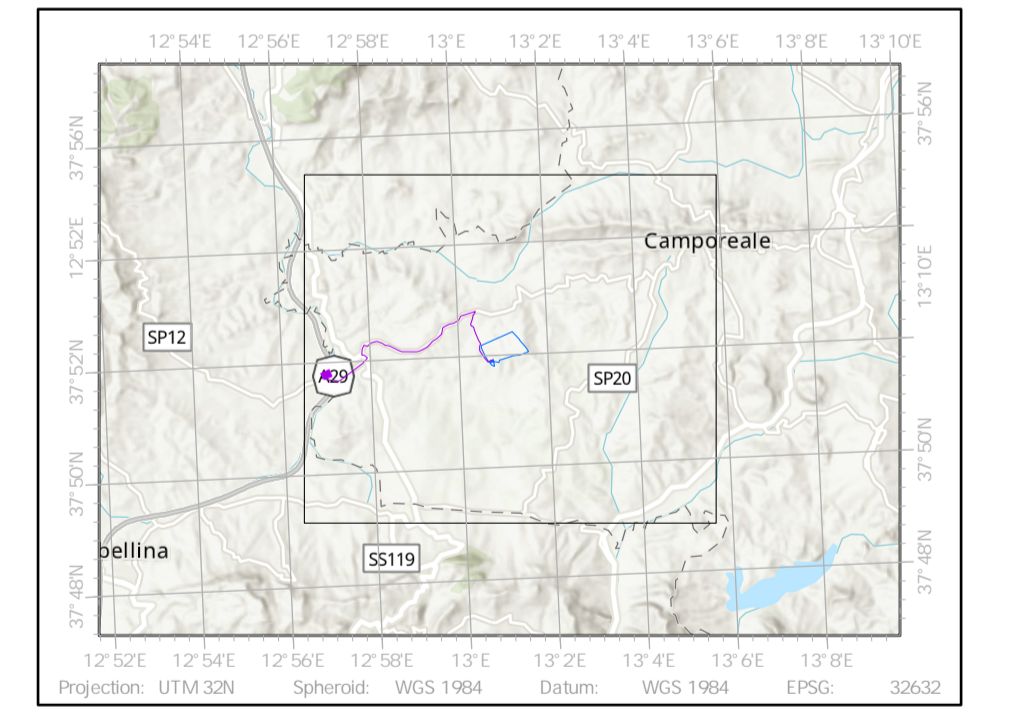 12°54'E 12°56'E 12°58'E 13°E 13°2'E 13°4'E 13°6'E 13°8'E 13°10'E
37°56'N
37°56'N
12°52'E
Camporeale
13°10'E
SP12
37°52'N
A29
SP20
37°50'N
37°50'N
bellina
SS119
37°48'N
37°48'N
12°52'E 12°54'E 12°56'E 12°58'E 13°E 13°2'E 13°4'E 13°6'E 13°8'E
Projection: UTM 32N Spheroid: WGS 1984 Datum: WGS 1984 EPSG: 32632